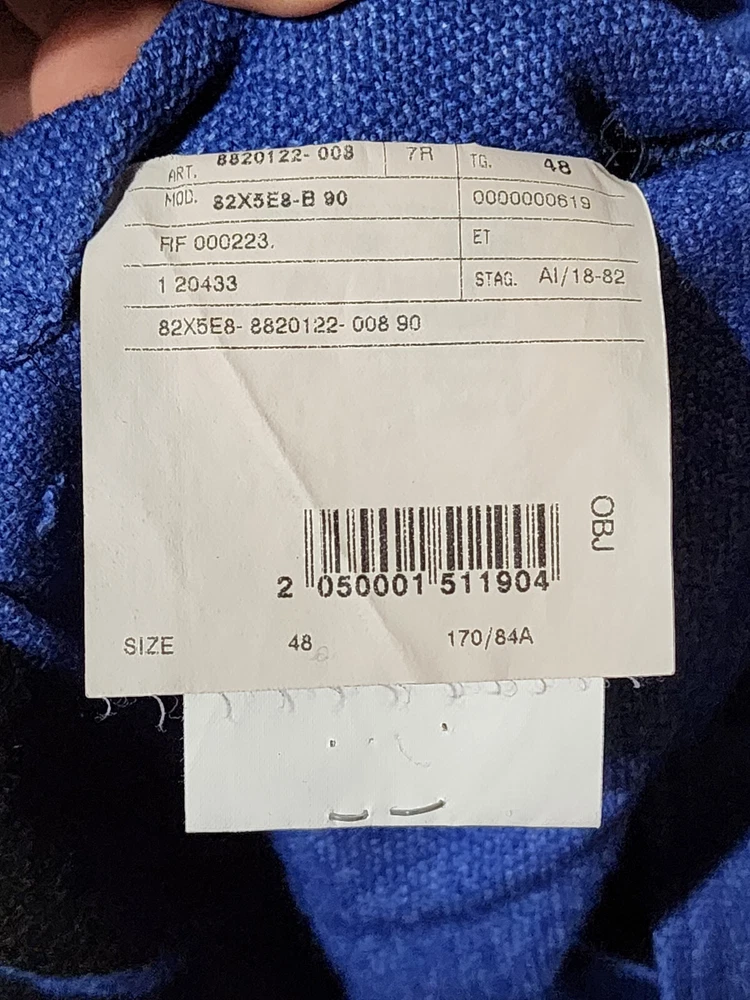 ART. 8820122- 008 7R TG. 48
MOD. 82X5E8-B 90 0000000619
RF 000223. ET
1 20433 STAG. AI/18-82
82X5E8- 8820122- 008 90
OBJ
2 050001 511904
SIZE 48 170/84A